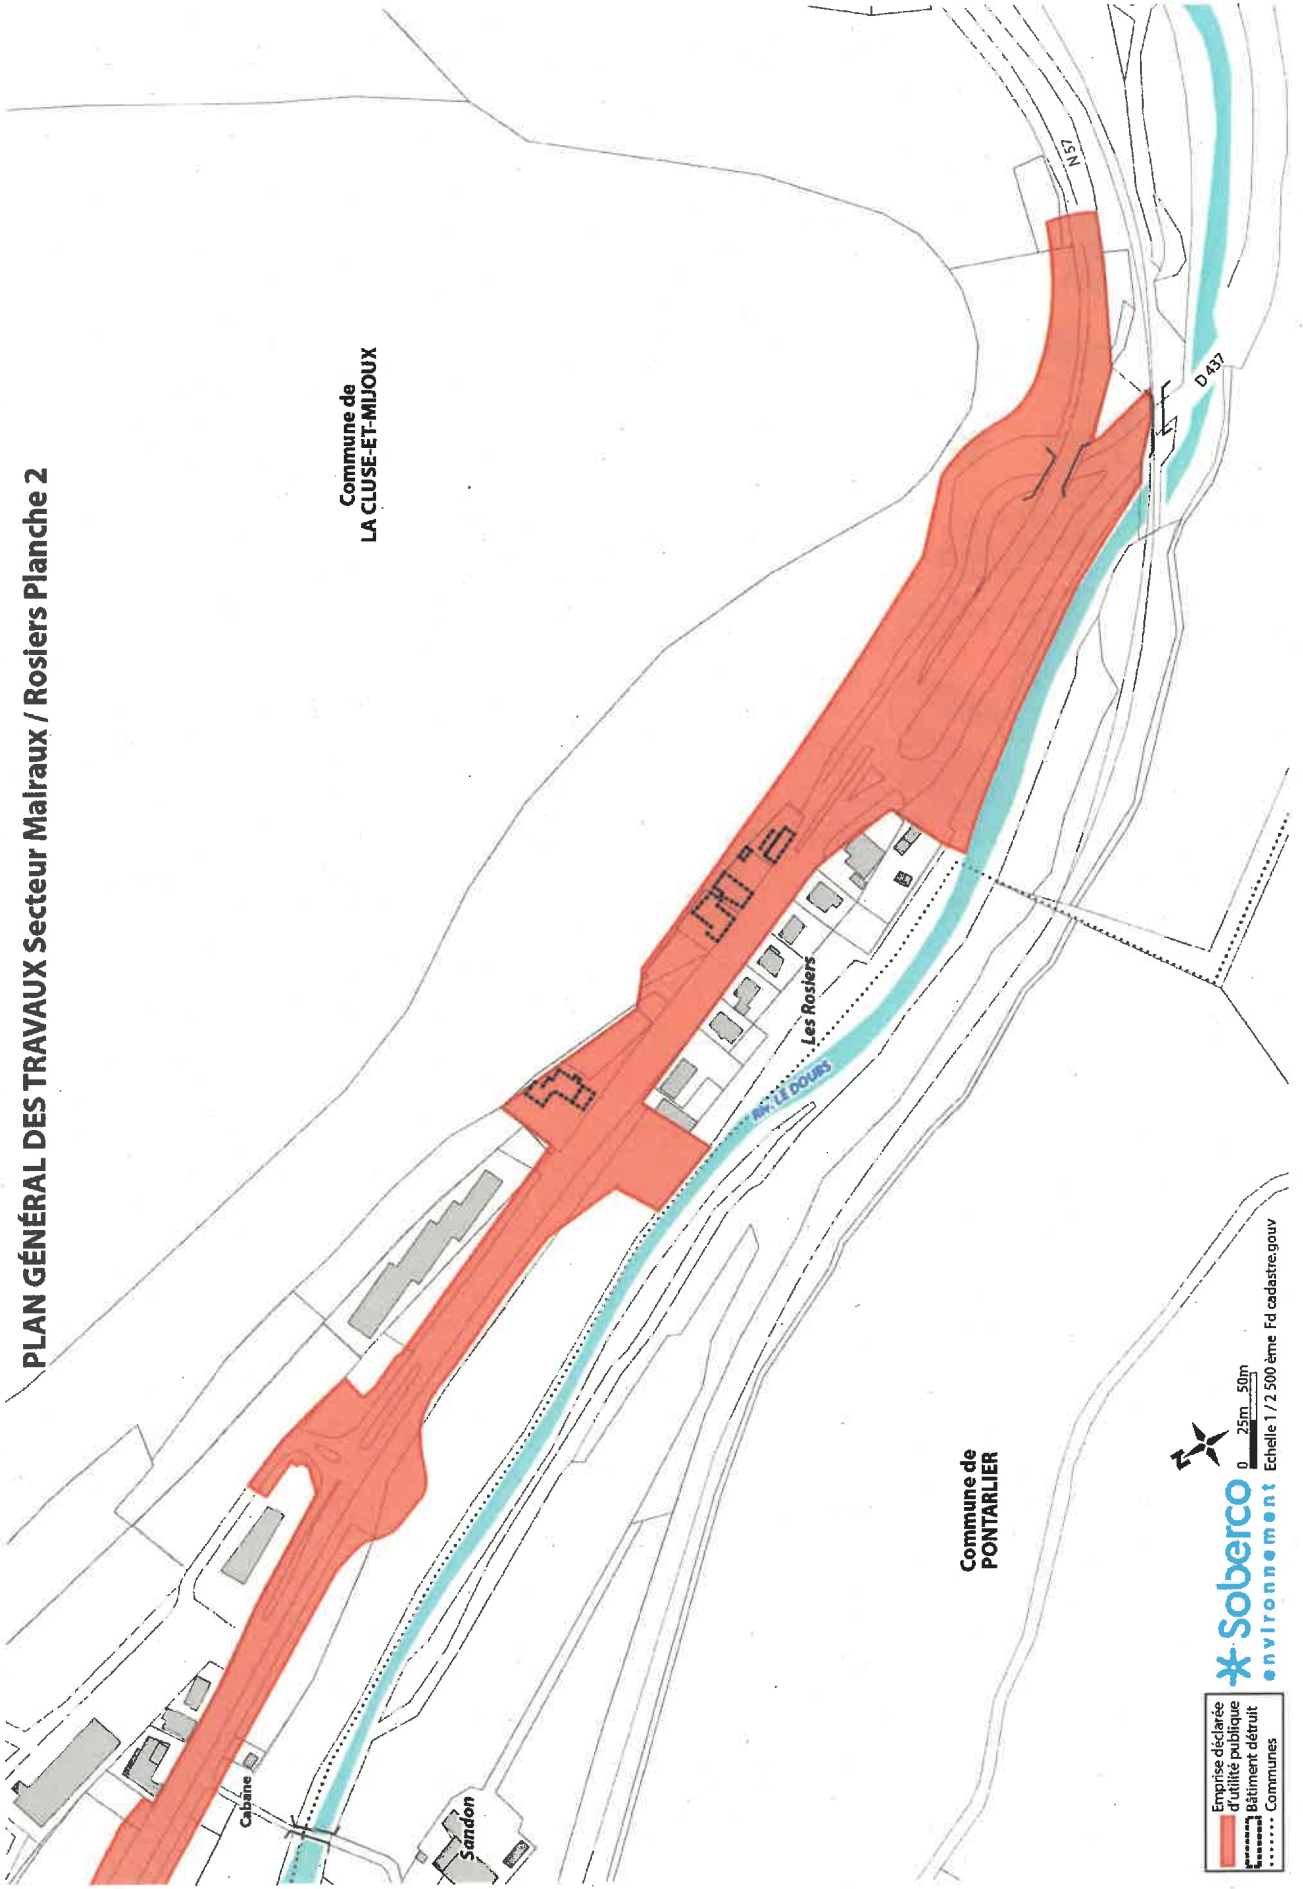 PLAN GÉNÉRAL DES TRAVAUX Secteur Malraux / Rosiers Planche 2
Commune de
LA CLUSE-ET-MIJOUX
N 57
D 437
Les Rosiers
Riv. LE DOUBS
Cabane
Sandon
Commune de
PONTARLIER
Emprise déclarée
d'utilité publique
Bâtiment détruit
Communes
Soberco
environnement
N
0 25m 50m
Echelle 1 / 2 500 ème Fd cadastre.gouv